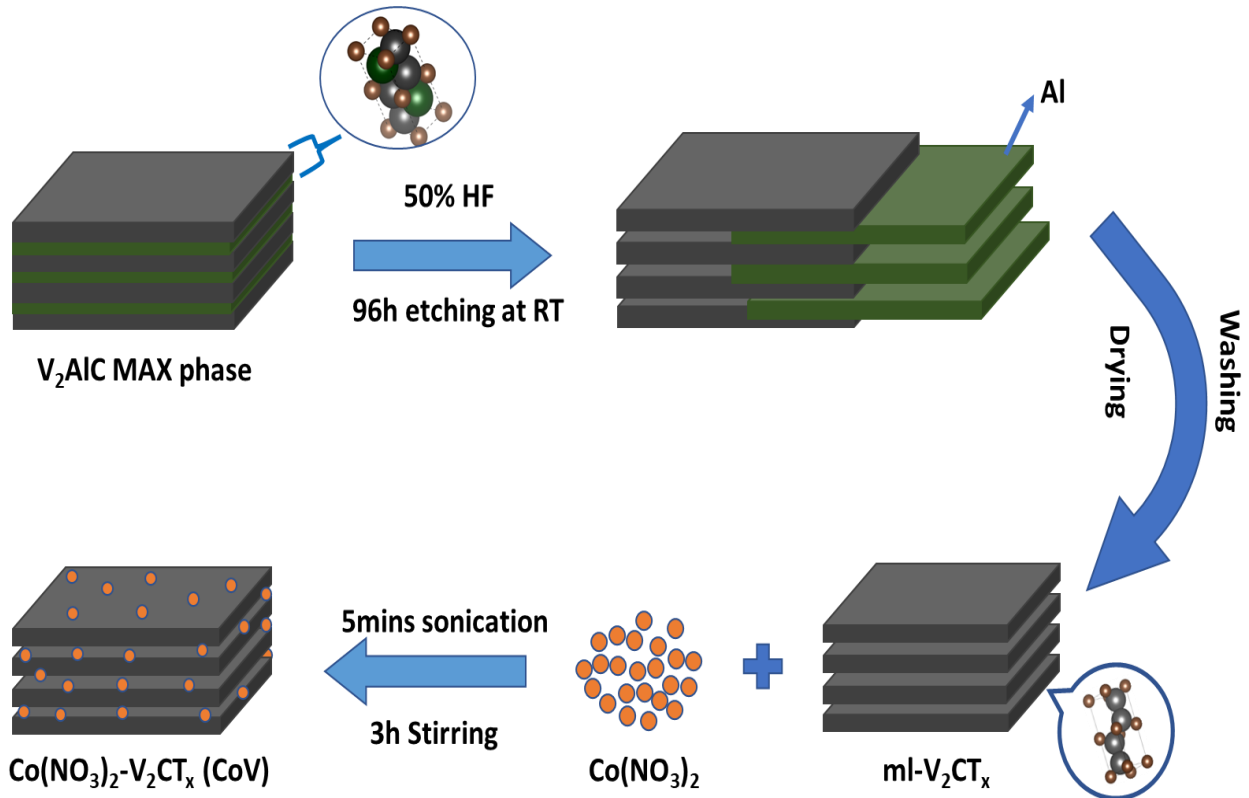 Al
50% HF
96h etching at RT
V₂AlC MAX phase
Washing
Drying
5mins sonication
3h Stirring
Co(NO₃)₂-V₂CTₓ (CoV)
Co(NO₃)₂
ml-V₂CTₓ